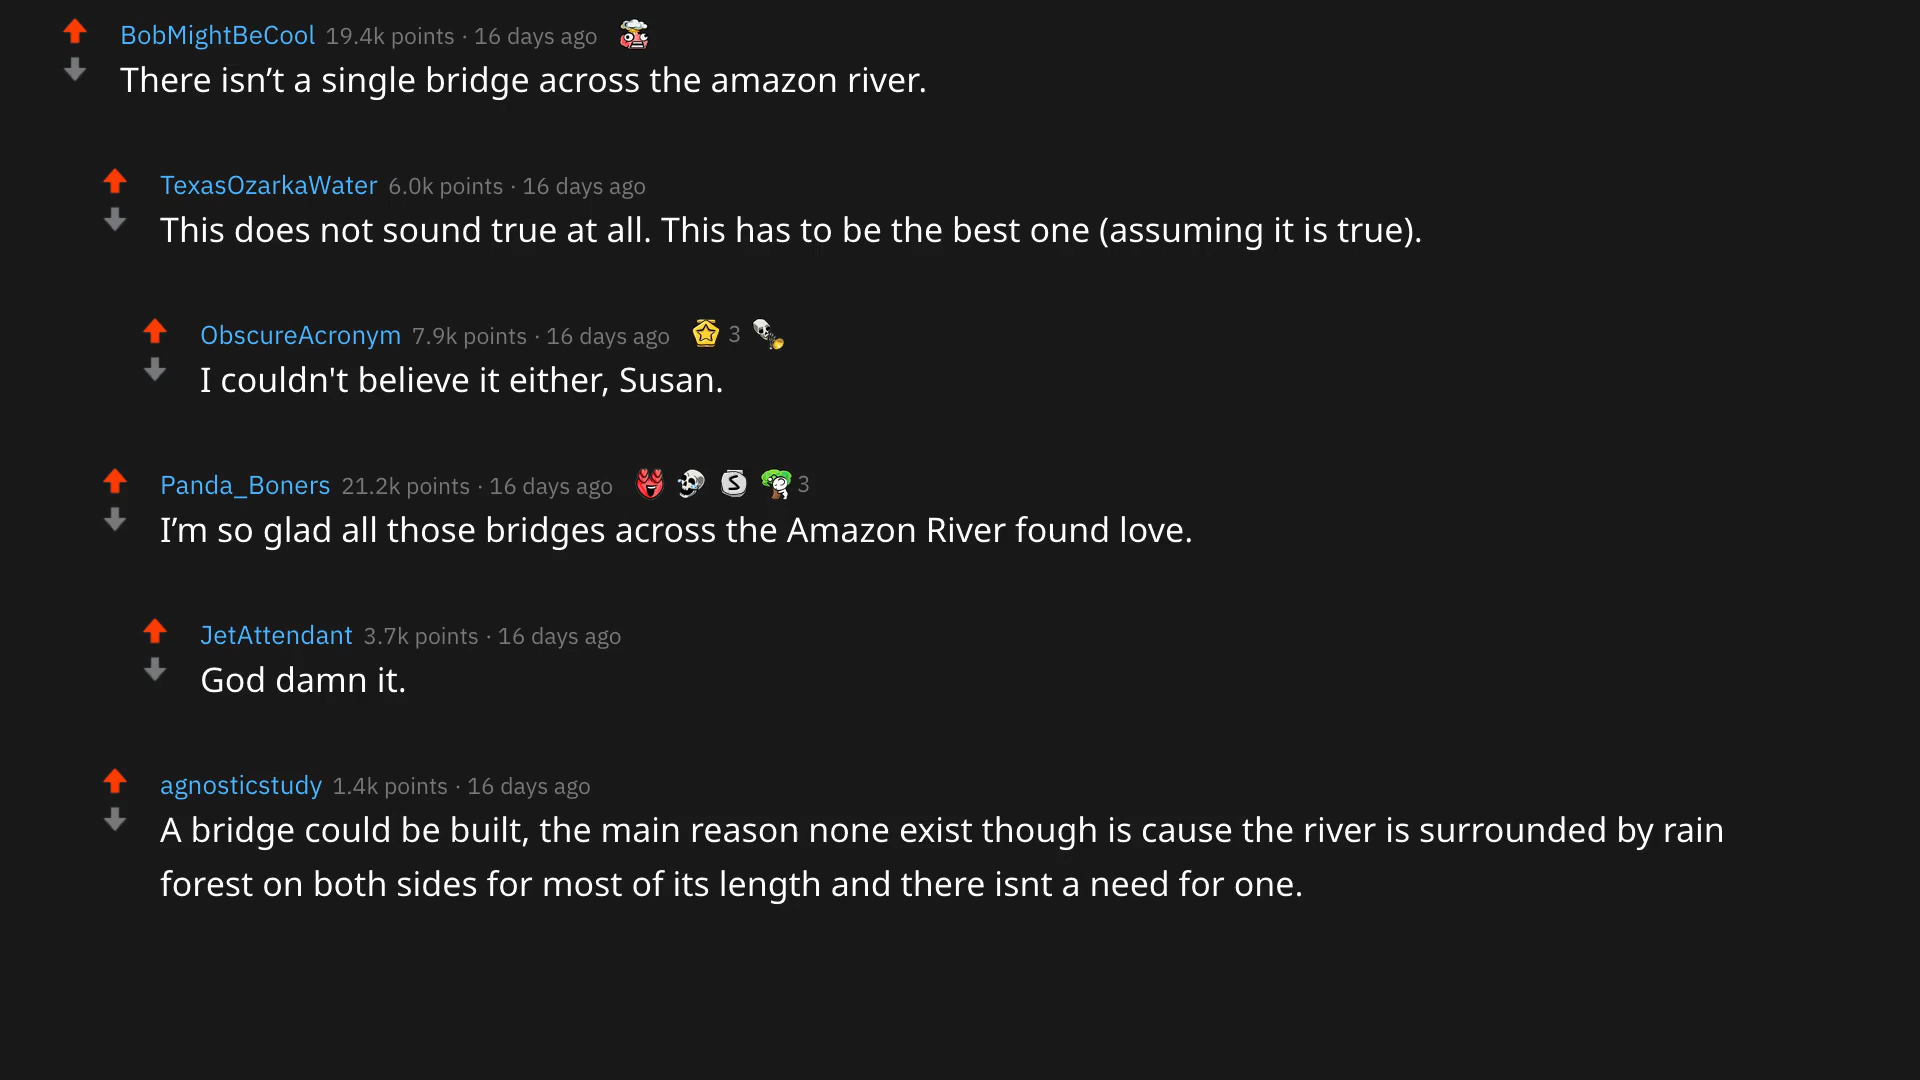 BobMightBeCool 19.4k points · 16 days ago
There isn’t a single bridge across the amazon river.
TexasOzarkaWater 6.0k points · 16 days ago
This does not sound true at all. This has to be the best one (assuming it is true).
ObscureAcronym 7.9k points · 16 days ago 3
I couldn't believe it either, Susan.
Panda_Boners 21.2k points · 16 days ago S 3
I’m so glad all those bridges across the Amazon River found love.
JetAttendant 3.7k points · 16 days ago
God damn it.
agnosticstudy 1.4k points · 16 days ago
A bridge could be built, the main reason none exist though is cause the river is surrounded by rain
forest on both sides for most of its length and there isnt a need for one.